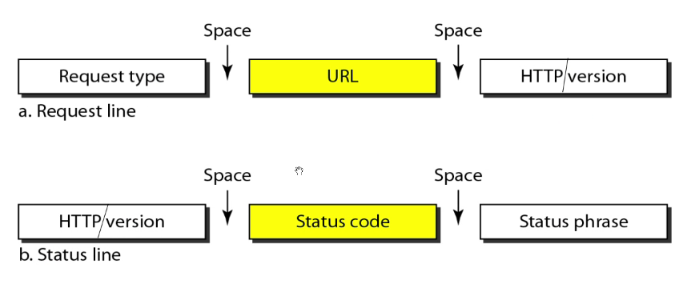 Space Space
Request type URL HTTP/version
a. Request line
Space Space
HTTP/version Status code Status phrase
b. Status line